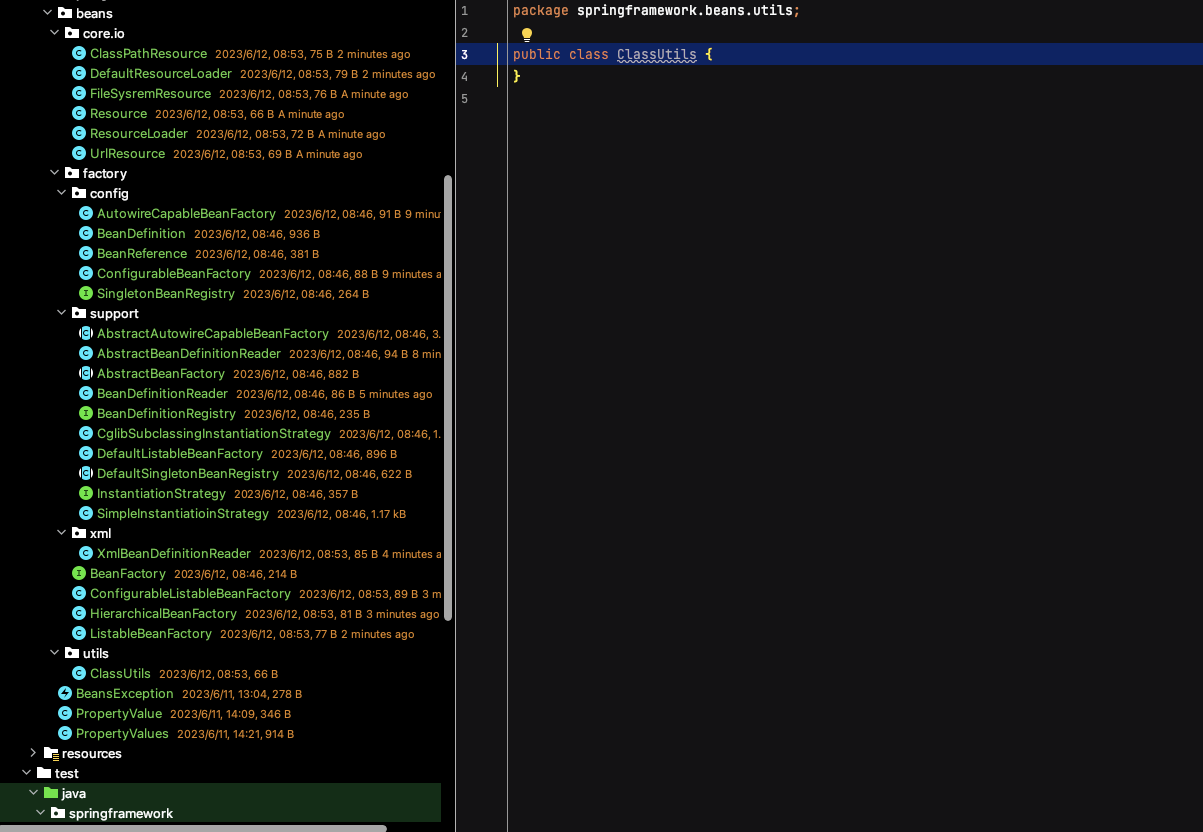 beans
core.io
ClassPathResource 2023/6/12, 08:53, 75 B 2 minutes ago
DefaultResourceLoader 2023/6/12, 08:53, 79 B 2 minutes ago
FileSysremResource 2023/6/12, 08:53, 76 B A minute ago
Resource 2023/6/12, 08:53, 66 B A minute ago
ResourceLoader 2023/6/12, 08:53, 72 B A minute ago
UrlResource 2023/6/12, 08:53, 69 B A minute ago
factory
config
AutowireCapableBeanFactory 2023/6/12, 08:46, 91 B 9 minu
BeanDefinition 2023/6/12, 08:46, 936 B
BeanReference 2023/6/12, 08:46, 381 B
ConfigurableBeanFactory 2023/6/12, 08:46, 88 B 9 minutes a
SingletonBeanRegistry 2023/6/12, 08:46, 264 B
support
AbstractAutowireCapableBeanFactory 2023/6/12, 08:46, 3.
AbstractBeanDefinitionReader 2023/6/12, 08:46, 94 B 8 min
AbstractBeanFactory 2023/6/12, 08:46, 882 B
BeanDefinitionReader 2023/6/12, 08:46, 86 B 5 minutes ago
BeanDefinitionRegistry 2023/6/12, 08:46, 235 B
CglibSubclassingInstantiationStrategy 2023/6/12, 08:46, 1.
DefaultListableBeanFactory 2023/6/12, 08:46, 896 B
DefaultSingletonBeanRegistry 2023/6/12, 08:46, 622 B
InstantiationStrategy 2023/6/12, 08:46, 357 B
SimpleInstantiatioinStrategy 2023/6/12, 08:46, 1.17 kB
xml
XmlBeanDefinitionReader 2023/6/12, 08:53, 85 B 4 minutes a
BeanFactory 2023/6/12, 08:46, 214 B
ConfigurableListableBeanFactory 2023/6/12, 08:53, 89 B 3 m
HierarchicalBeanFactory 2023/6/12, 08:53, 81 B 3 minutes ago
ListableBeanFactory 2023/6/12, 08:53, 77 B 2 minutes ago
utils
ClassUtils 2023/6/12, 08:53, 66 B
BeansException 2023/6/11, 13:04, 278 B
PropertyValue 2023/6/11, 14:09, 346 B
PropertyValues 2023/6/11, 14:21, 914 B
resources
test
java
springframework
1 package springframework.beans.utils;
2
3 public class ClassUtils {
4 }
5